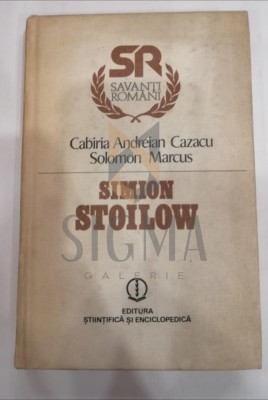 SR
SAVANȚI
ROMÂNI
Cabiria Andreian Cazacu
Solomon Marcus
SIMION
STOILOW
SIGMA
GALERIE
EDITURA
ȘTIINȚIFICĂ ȘI ENCICLOPEDICĂ